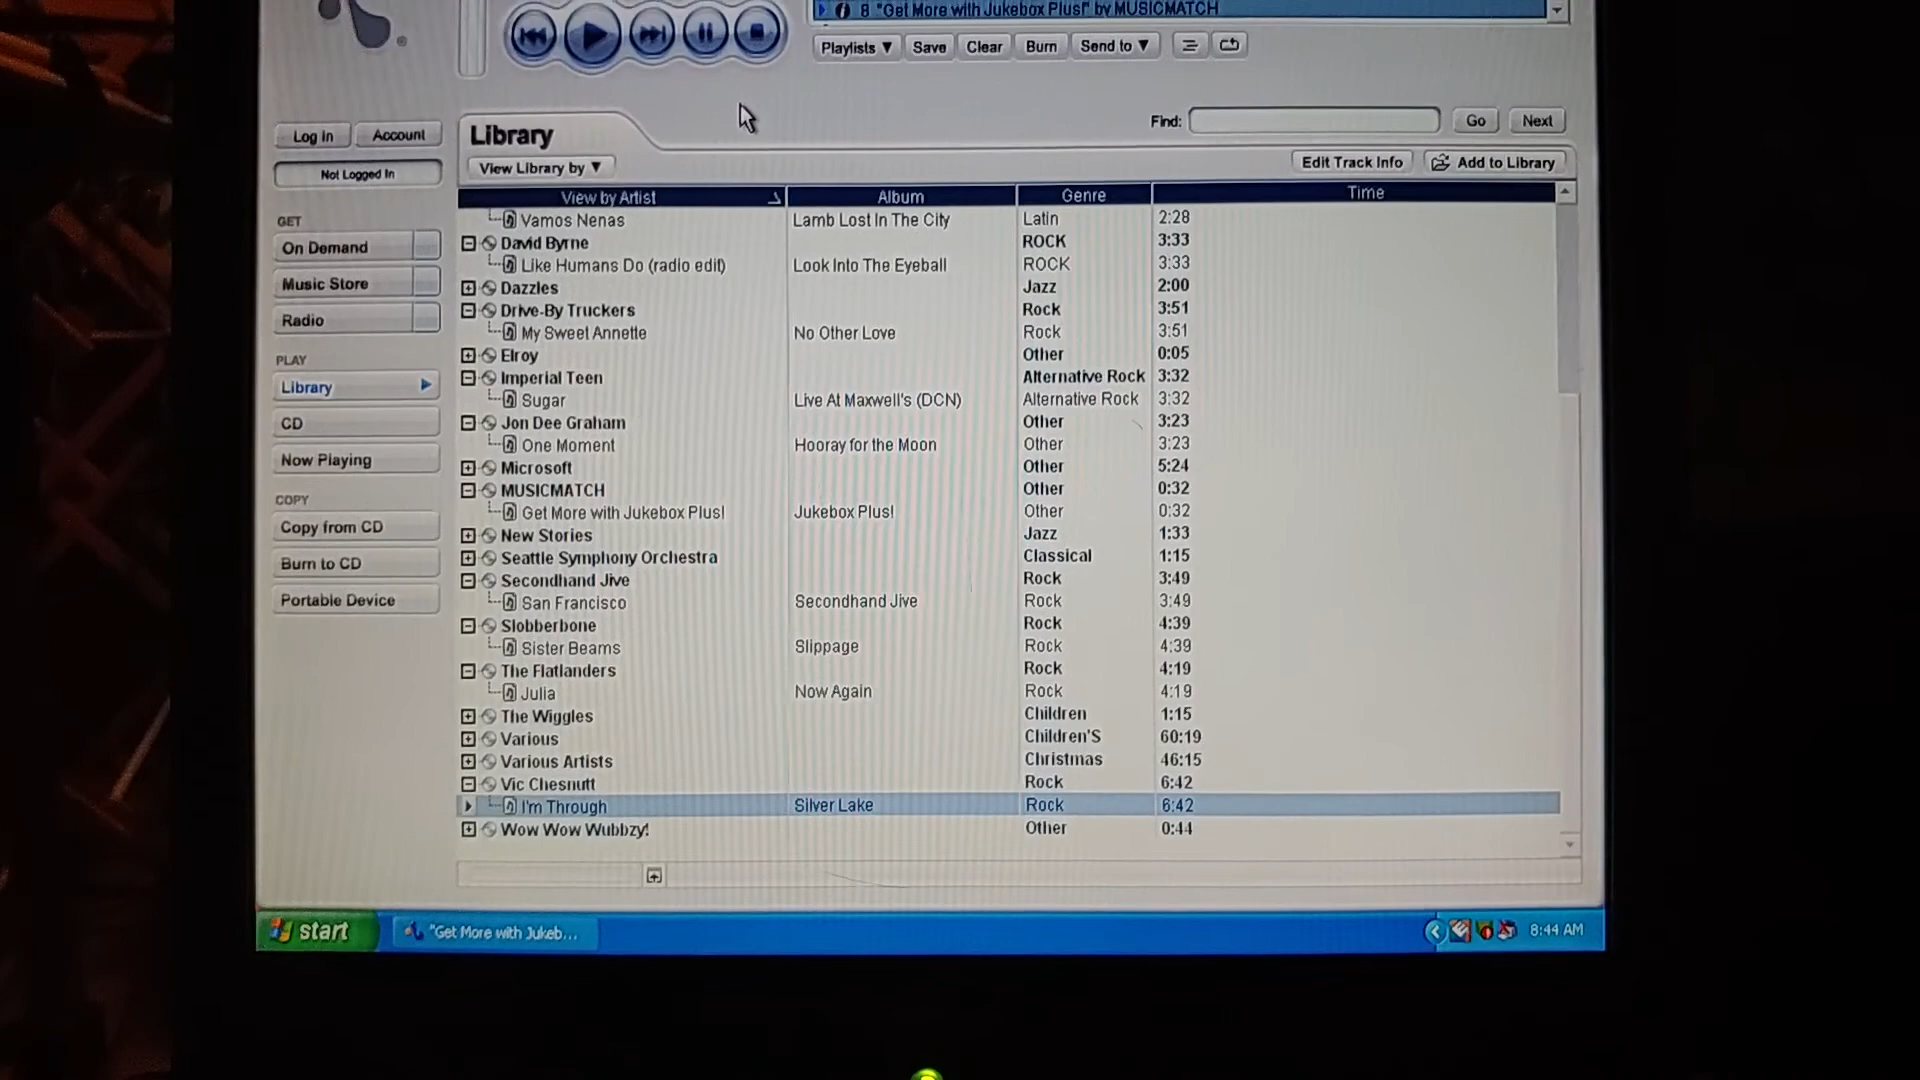 8 "Get More with Jukebox Plus!" by MUSICMATCH
Playlists Save Clear Burn Send to
Find: Go Next
Log In Account
Library
Not Logged In
View Library by
Edit Track Info Add to Library
View by Artist Album Genre Time
Vamos Nenas Lamb Lost In The City Latin 2:28
GET
David Byrne ROCK 3:33
On Demand
Like Humans Do (radio edit) Look Into The Eyeball ROCK 3:33
Music Store
Dazzles Jazz 2:00
Drive-By Truckers Rock 3:51
Radio
My Sweet Annette No Other Love Rock 3:51
PLAY
Elroy Other 0:05
Imperial Teen Alternative Rock 3:32
Library
Sugar Live At Maxwell's (DCN) Alternative Rock 3:32
CD
Jon Dee Graham Other 3:23
One Moment Hooray for the Moon Other 3:23
Now Playing
Microsoft Other 5:24
MUSICMATCH Other 0:32
COPY
Get More with Jukebox Plus! Jukebox Plus! Other 0:32
Copy from CD
New Stories Jazz 1:33
Seattle Symphony Orchestra Classical 1:15
Burn to CD
Secondhand Jive Rock 3:49
Portable Device
San Francisco Secondhand Jive Rock 3:49
Slobberbone Rock 4:39
Sister Beams Slippage Rock 4:39
The Flatlanders Rock 4:19
Julia Now Again Rock 4:19
The Wiggles Children 1:15
Various Children'S 60:19
Various Artists Christmas 46:15
Vic Chesnutt Rock 6:42
I'm Through Silver Lake Rock 6:42
Wow Wow Wubbzy! Other 0:44
start "Get More with Jukeb... 8:44 AM